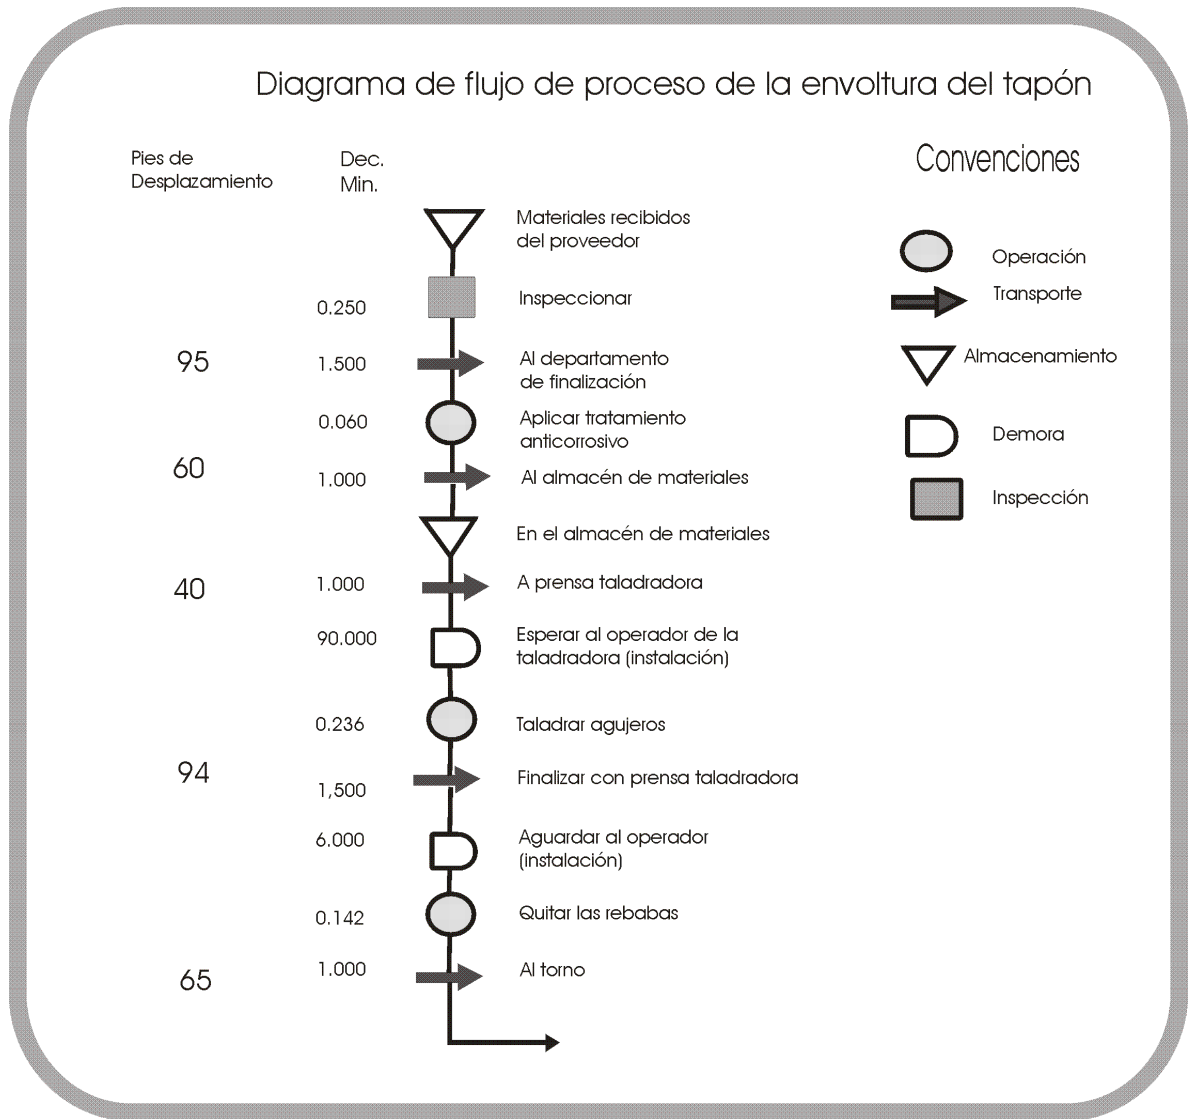 Diagrama de flujo de proceso de la envoltura del tapón
Pies de
Desplazamiento
Dec.
Min.
Materiales recibidos
del proveedor
0.250
Inspeccionar
95
1.500
Al departamento
de finalización
0.060
Aplicar tratamiento
anticorrosivo
60
1.000
Al almacén de materiales
En el almacén de materiales
40
1.000
A prensa taladradora
90.000
Esperar al operador de la
taladradora (instalación)
0.236
Taladrar agujeros
94
1,500
Finalizar con prensa taladradora
6.000
Aguardar al operador
(instalación)
0.142
Quitar las rebabas
65
1.000
Al torno
Convenciones
Operación
Transporte
Almacenamiento
Demora
Inspección